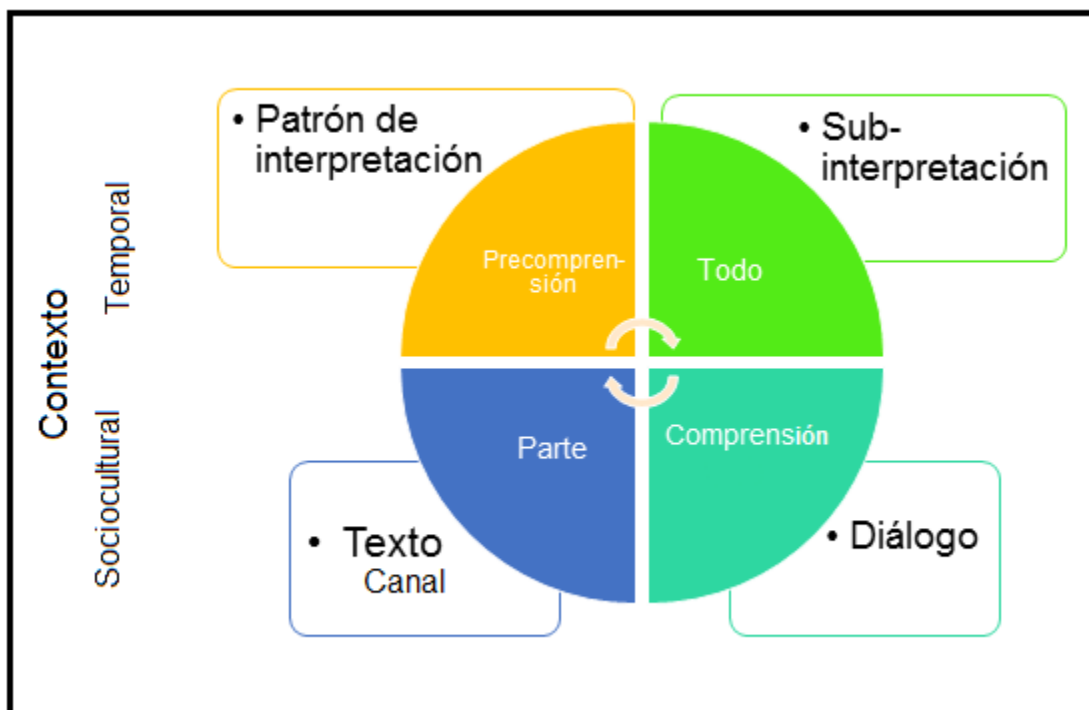 • Patrón de
interpretación
• Sub-
interpretación
Precompren-
sión
Todo
Contexto
Temporal
Sociocultural
Parte
Comprensión
• Texto
Canal
• Diálogo